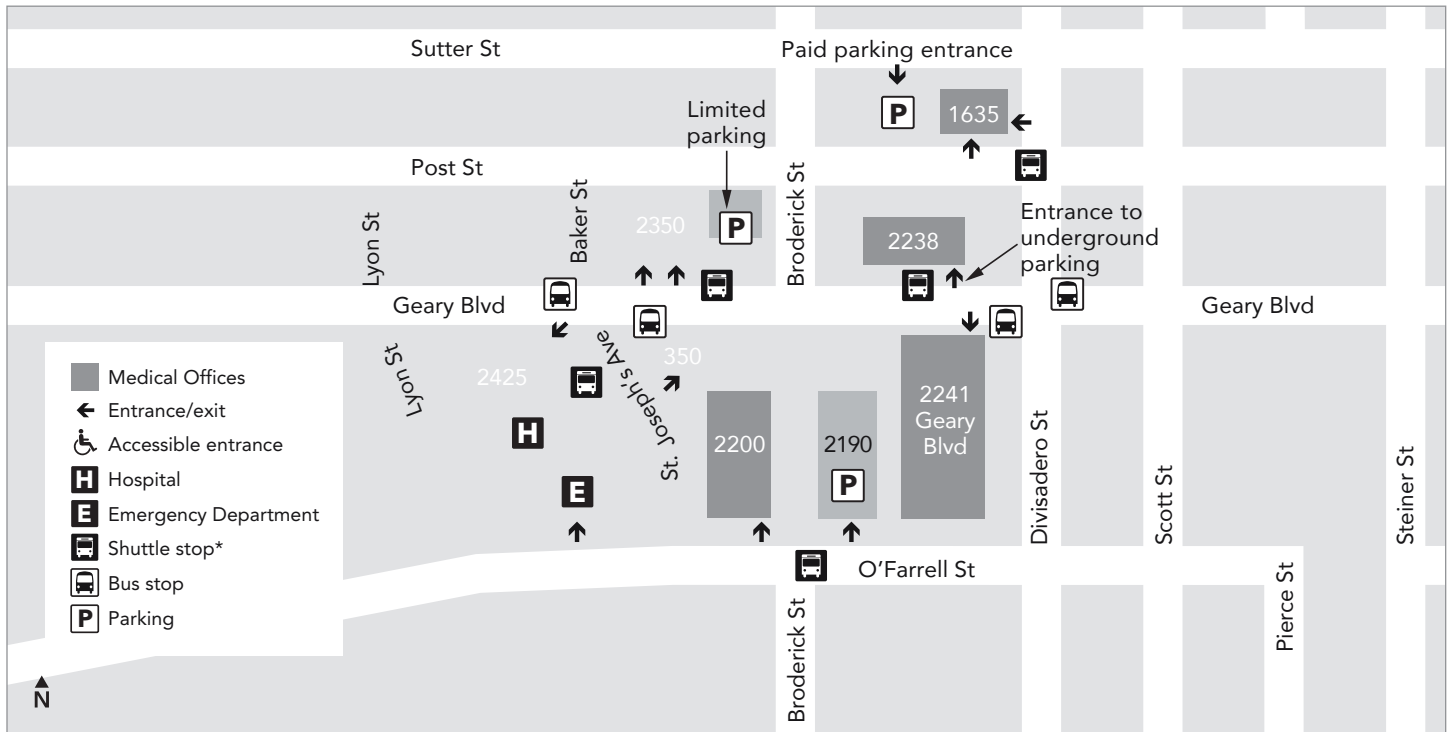 Sutter St
Paid parking entrance
P
1635
Limited
parking
Post St
Lyon St
Baker St
2350
P
Broderick St
2238
Entrance to
underground
parking
Geary Blvd
Geary Blvd
Lyon St
2425
St. Joseph's Ave
350
H
E
2200
2190
P
2241
Geary
Blvd
Divisadero St
Scott St
Steiner St
O'Farrell St
Broderick St
Pierce St
Medical Offices
Entrance/exit
Accessible entrance
H Hospital
E Emergency Department
Shuttle stop*
Bus stop
P Parking
N